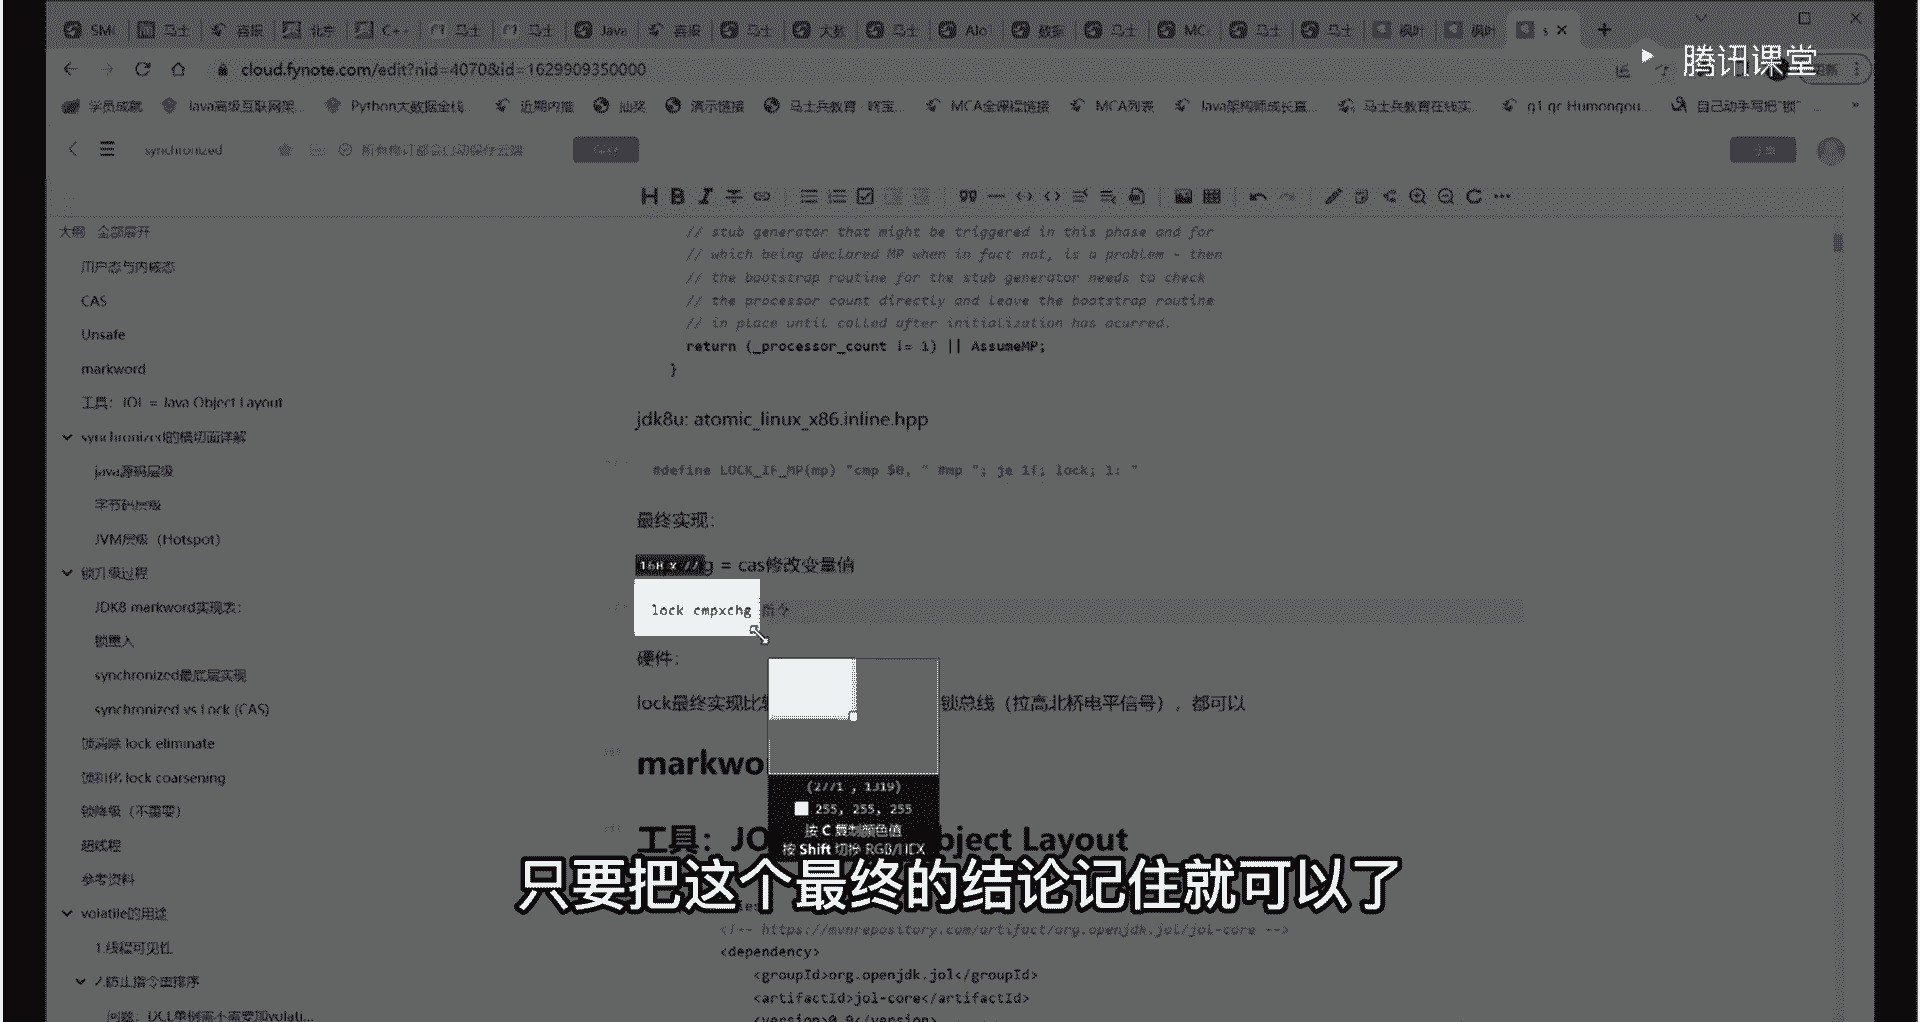 SM 马士 喜报 北京 C++ 马士 马士 Java 喜报 马士 大数 马士 Alo 数据 马士 MC 马士 马士 枫叶 枫叶 s
腾讯课堂
cloud.fynote.com/edit?nid=4070&id=1629909350000
学员成就 Java高级互联网架... Python大数据全栈... 近期内推 抽奖 演示链接 马士兵教育 MCA全课程链接 MCA列表 Java架构师成长直... 马士兵教育在线实... g1 gc Humongou... 自己动手写把"锁"
synchronized 所有修订都会自动保存云端
大纲 全部展开
用户态与内核态
CAS
Unsafe
markword
工具：JOL = Java Object Layout
synchronized的横切面详解
java源码层级
字节码层级
JVM层级（Hotspot）
锁升级过程
JDK8 markword实现表：
锁重入
synchronized最底层实现
synchronized vs Lock (CAS)
锁消除 lock eliminate
锁粗化 lock coarsening
锁降级（不重要）
超线程
参考资料
volatile的用途
1.线程可见性
2.防止指令重排序
问题：DCL单例需不需要加volati...
// stub generator that might be triggered in this phase and for
// which being declared MP when in fact not, is a problem - then
// the bootstrap routine for the stub generator needs to check
// the processor count directly and leave the bootstrap routine
// in place until called after initialization has ocurred.
return (_processor_count != 1) || AssumeMP;
}
jdk8u: atomic_linux_x86.inline.hpp
#define LOCK_IF_MP(mp) "cmp $0, " #mp "; je 1f; lock; 1: "
最终实现：
g = cas修改变量值
lock cmpxchg 指令
硬件：
lock最终实现比 锁总线（拉高北桥电平信号），都可以
markwo
(2771 , 1319)
255, 255, 255
按 C 复制颜色值
按 Shift 切换 RGB/HEX
工具：JO bject Layout
只要把这个最终的结论记住就可以了
<!-- https://mvnrepository.com/artifact/org.openjdk.jol/jol-core -->
<dependency>
<groupId>org.openjdk.jol</groupId>
<artifactId>jol-core</artifactId>
<version>0.9</version>